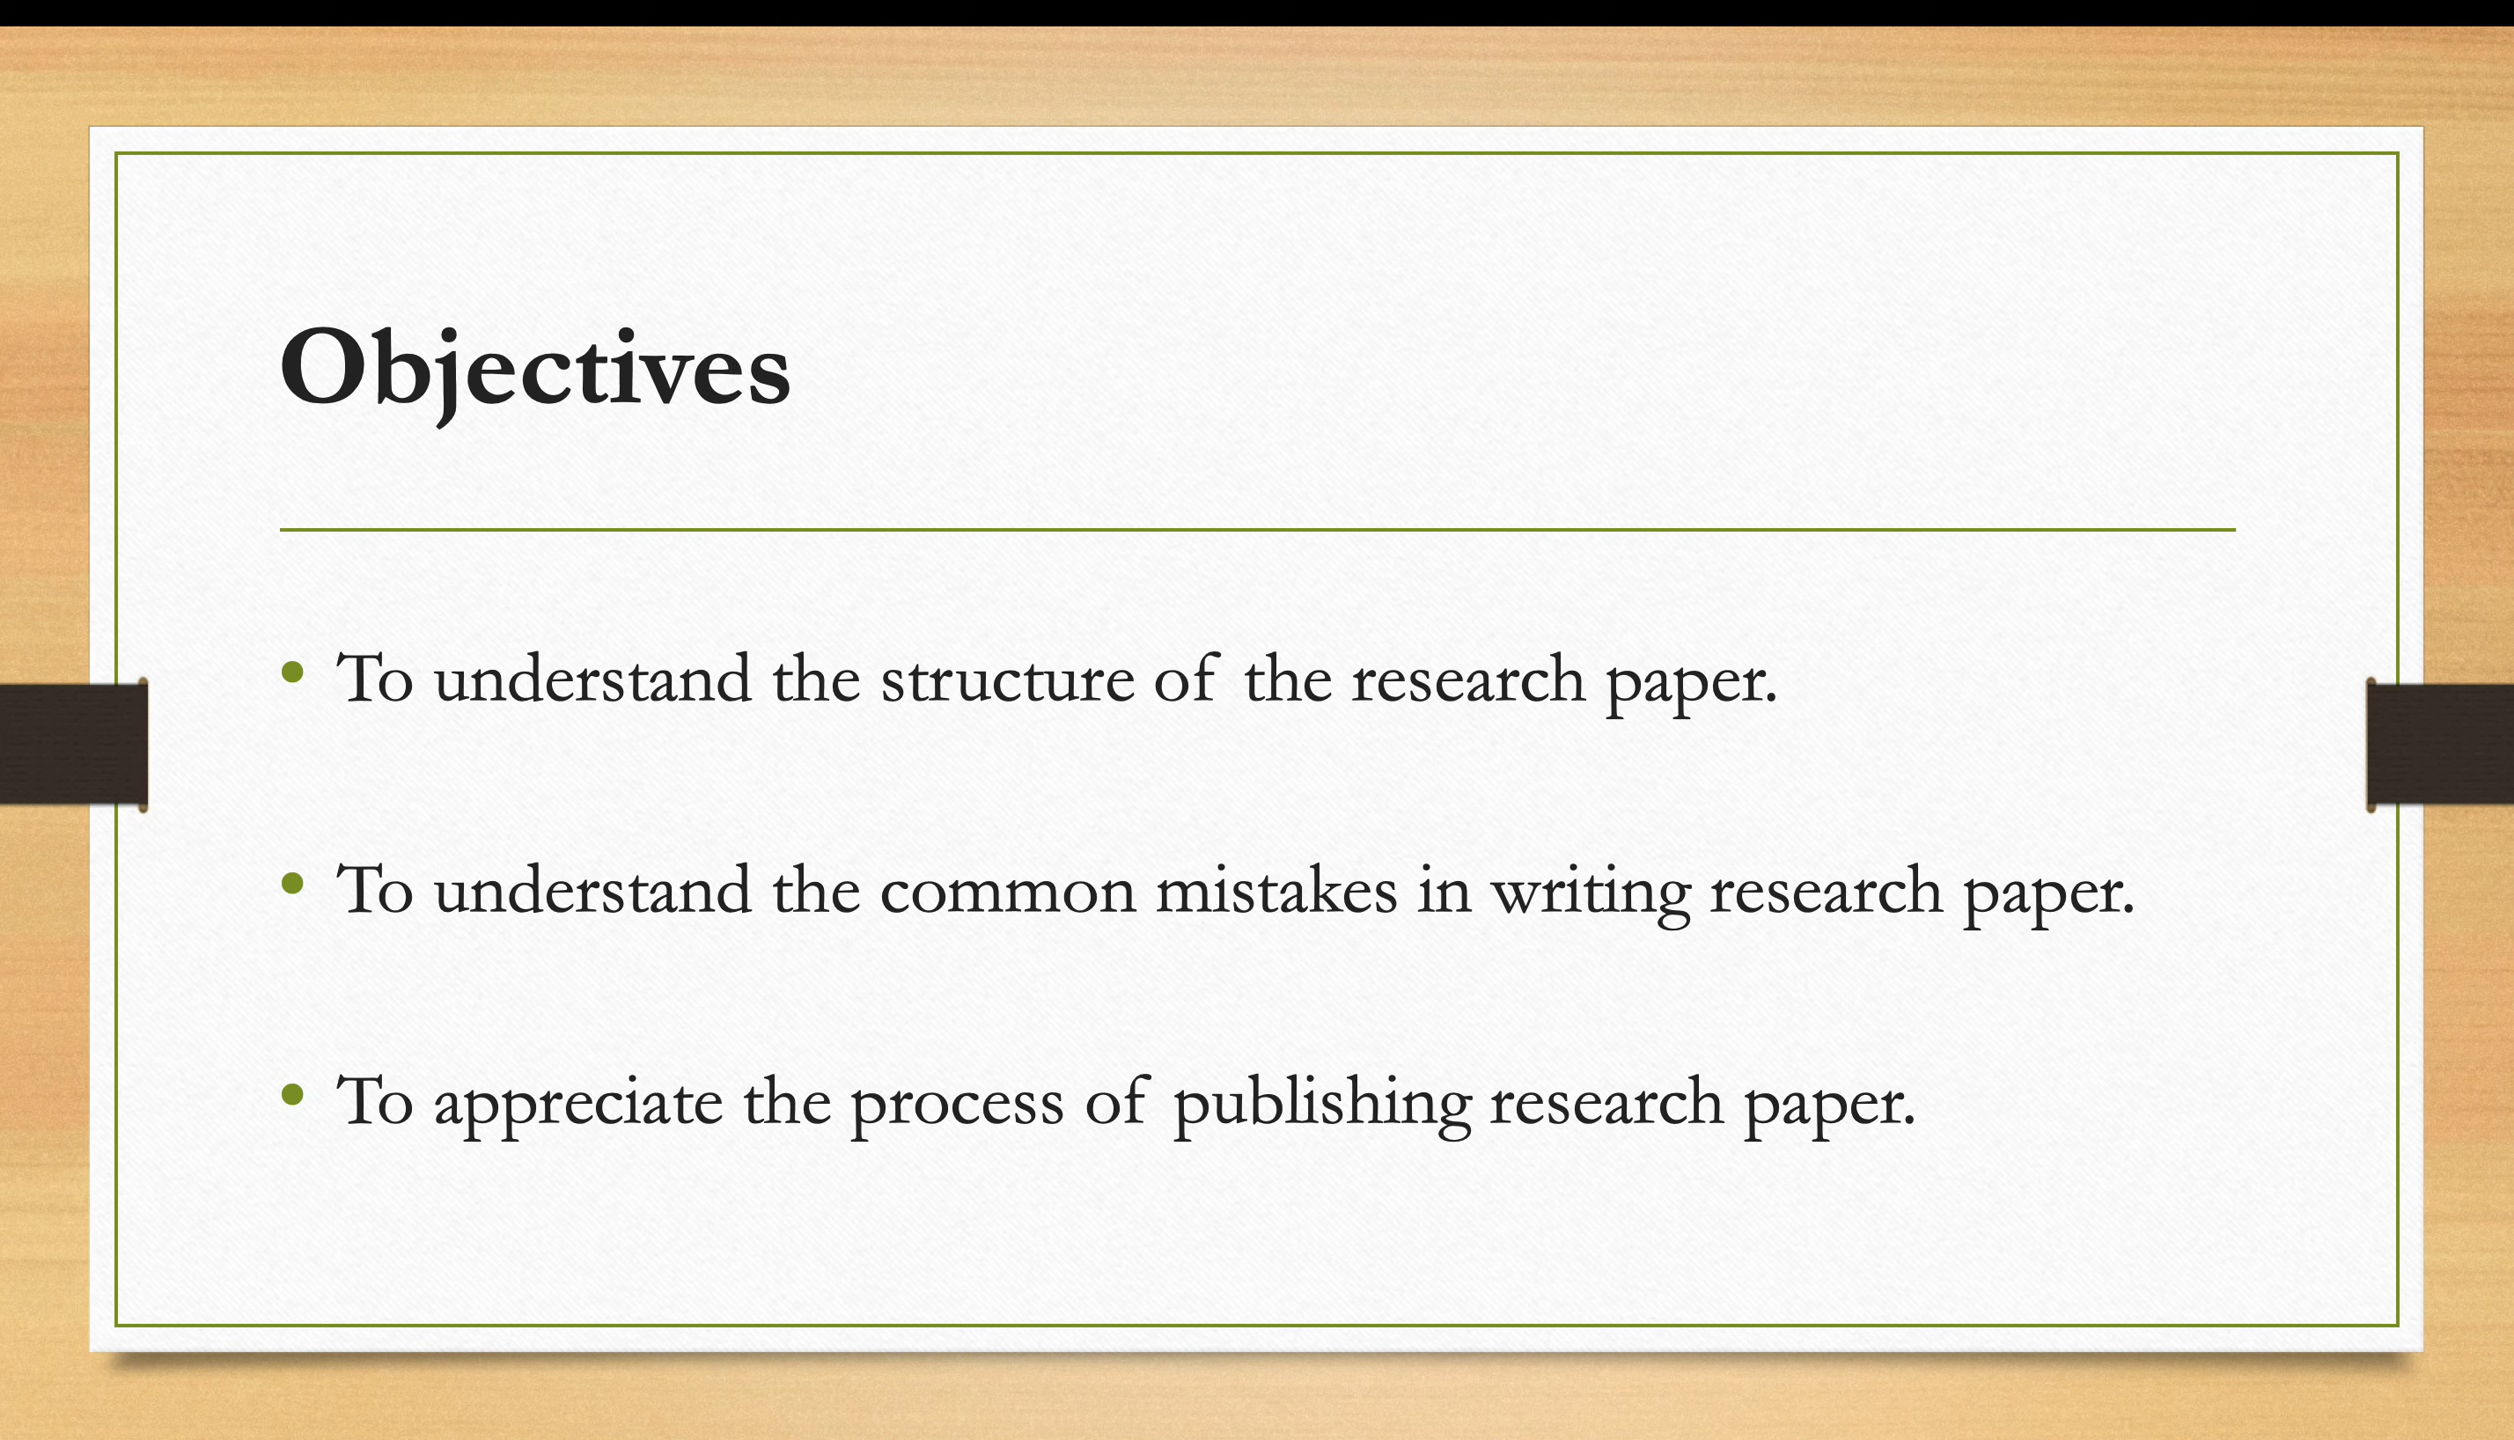 Objectives
• To understand the structure of the research paper.
• To understand the common mistakes in writing research paper.
• To appreciate the process of publishing research paper.